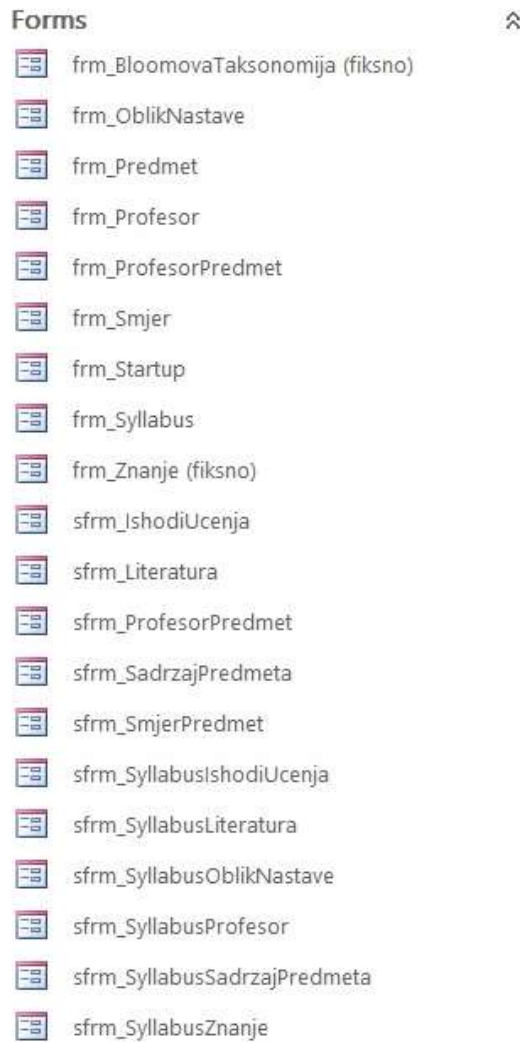 Forms
frm_BloomovaTaksonomija (fiksno)
frm_OblikNastave
frm_Predmet
frm_Profesor
frm_ProfesorPredmet
frm_Smjer
frm_Startup
frm_Syllabus
frm_Znanje (fiksno)
sfrm_IshodiUcenja
sfrm_Literatura
sfrm_ProfesorPredmet
sfrm_SadrzajPredmeta
sfrm_SmjerPredmet
sfrm_SyllabusIshodiUcenja
sfrm_SyllabusLiteratura
sfrm_SyllabusOblikNastave
sfrm_SyllabusProfesor
sfrm_SyllabusSadrzajPredmeta
sfrm_SyllabusZnanje